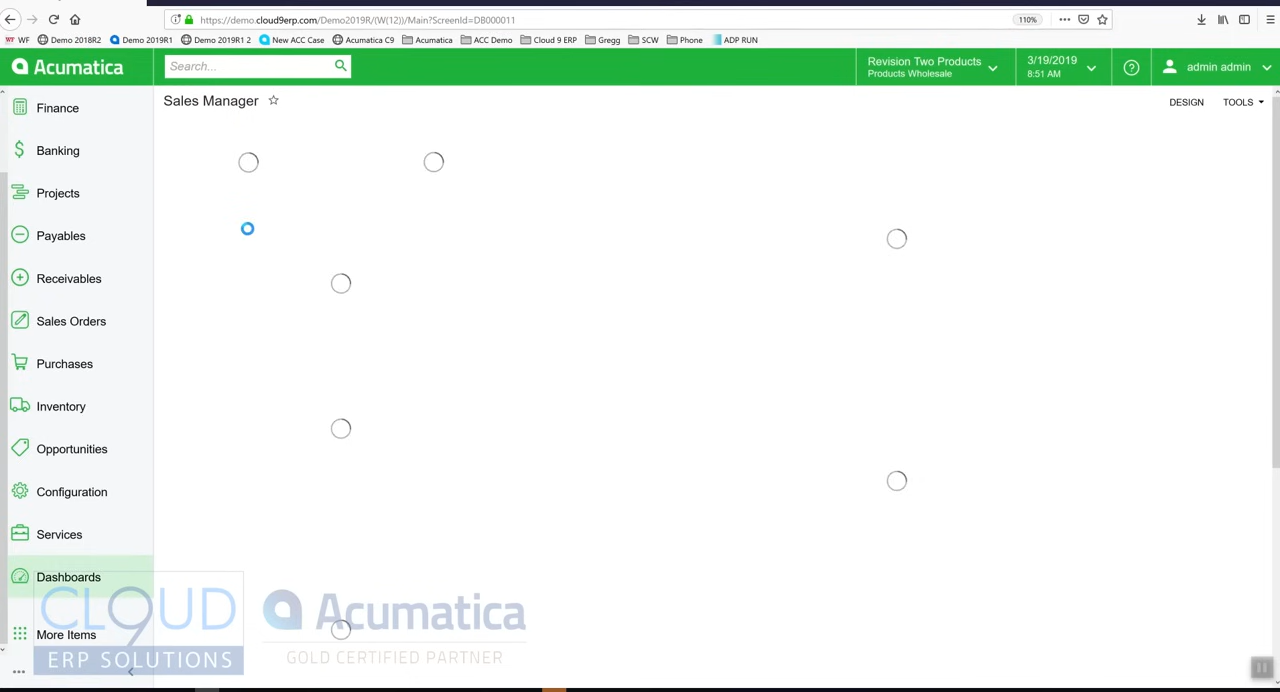 https://demo.cloud9erp.com/Demo2019R/(W(12))/Main?ScreenId=DB000011
110%
WF Demo 2018R2 Demo 2019R1 Demo 2019R1 2 New ACC Case Acumatica C9 Acumatica ACC Demo Cloud 9 ERP Gregg SCW Phone ADP RUN
Acumatica
Search...
Revision Two Products
Products Wholesale
3/19/2019
8:51 AM
admin admin
Sales Manager
DESIGN
TOOLS
Finance
Banking
Projects
Payables
Receivables
Sales Orders
Purchases
Inventory
Opportunities
Configuration
Services
Dashboards
More Items
CLOUD
9
ERP SOLUTIONS
Acumatica
GOLD CERTIFIED PARTNER